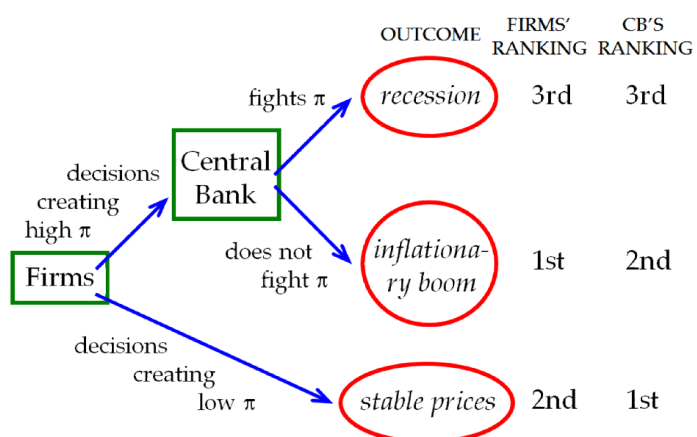 OUTCOME
FIRMS'
RANKING
CB'S
RANKING
fights π
recession
3rd
3rd
Central
Bank
decisions
creating
high π
does not
fight π
inflationa-
ry boom
1st
2nd
Firms
decisions
creating
low π
stable prices
2nd
1st